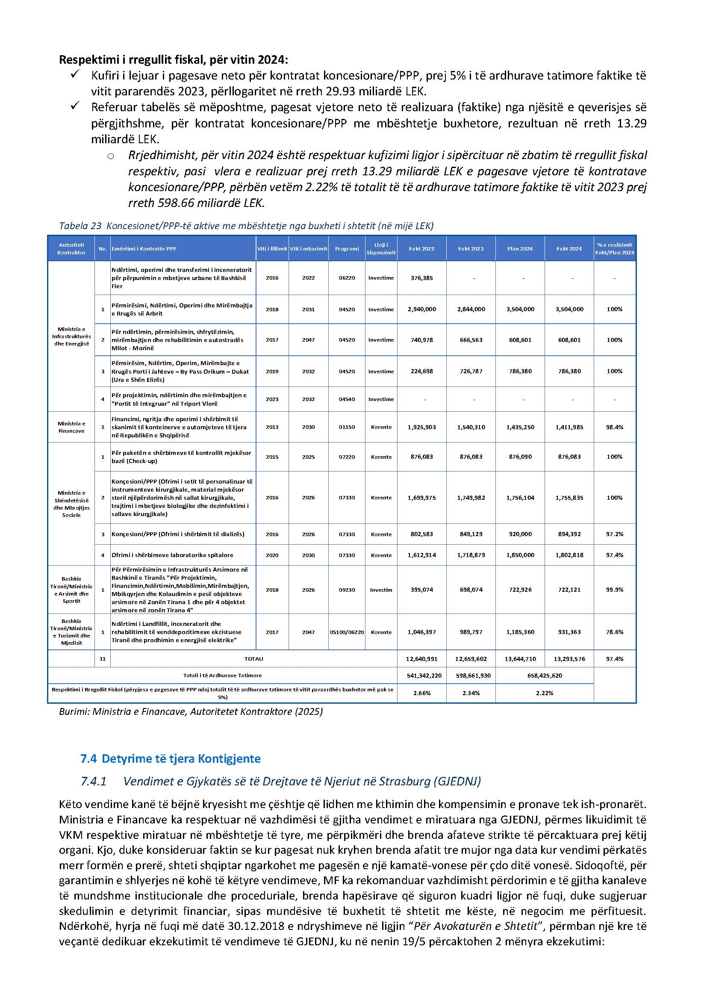 Respektimi i rregullit fiskal, për vitin 2024:
✓ Kufiri i lejuar i pagesave neto për kontratat koncesionare/PPP, prej 5% i të ardhurave tatimore faktike të
vitit pararendës 2023, përllogaritet në rreth 29.93 miliardë LEK.
✓ Referuar tabelës së mëposhtme, pagesat vjetore neto të realizuara (faktike) nga njësitë e qeverisjes së
përgjithshme, për kontratat koncesionare/PPP me mbështetje buxhetore, rezultuan në rreth 13.29
miliardë LEK.
o Rrjedhimisht, për vitin 2024 është respektuar kufizimi ligjor i sipërcituar në zbatim të rregullit fiskal
respektiv, pasi vlera e realizuar prej rreth 13.29 miliardë LEK e pagesave vjetore të kontratave
koncesionare/PPP, përbën vetëm 2.22% të totalit të të ardhurave tatimore faktike të vitit 2023 prej
rreth 598.66 miliardë LEK.
Tabela 23 Koncesionet/PPP-të aktive me mbështetje nga buxheti i shtetit (në mijë LEK)
Autoriteti
Kontraktor
Nr. Emërtimi i Kontratës PPP Viti i fillimit Viti i mbarimit Programi
Lloji i
Shpenzimit
Fakt 2022 Fakt 2023 Plan 2024 Fakt 2024
% e realizimit
Fakt/Plan 2024
Ministria e
Infrastrukturës
dhe Energjisë
Ndërtimi, operimi dhe transferimi i inceneratorit
për përpunimin e mbetjeve urbane të Bashkisë
Fier
2016 2022 06220 Investime 376,385 - - - -
1
Përmirësimi, Ndërtimi, Operimi dhe Mirëmbajtja
e Rrugës së Arbrit
2018 2031 04520 Investime 2,940,000 2,844,000 3,504,000 3,504,000 100%
2
Për ndërtimin, përmirësimin, shfrytëzimin,
mirëmbajtjen dhe rehabilitimin e autostradës
Milot - Morinë
2017 2047 04520 Investime 740,978 666,563 608,601 608,601 100%
3
Përmirësim, Ndërtim, Operim, Mirëmbajte e
Rrugës Porti i Jahteve – By Pass Orikum – Dukat
(Ura e Shën Elizës)
2019 2032 04520 Investime 224,698 726,787 786,380 786,380 100%
4
Për projektimin, ndërtimin dhe mirëmbajtjen e
"Portit të Integruar" në Triport Vlorë
2023 2032 04540 Investime - - - - -
Ministria e
Financave
1
Financimi, ngritja dhe operimi i shërbimit të
skanimit të konteinerve e automjeteve të tjera
në Republikën e Shqipërisë
2013 2030 01150 Korente 1,925,903 1,540,310 1,435,250 1,411,985 98.4%
Ministria e
Shëndetësisë
dhe Mbrojtjes
Sociale
1
Për paketën e shërbimeve të kontrollit mjekësor
bazë (Check-up)
2015 2025 07220 Korente 876,083 876,083 876,090 876,083 100%
2
Konçesioni/PPP (Ofrimi i setit të personalizuar të
instrumenteve kirurgjikale, material mjekësor
steril njëpërdorimësh në sallat kirurgjikale,
trajtimi i mbetjeve biologjike dhe dezinfektimi i
sallave kirurgjikale)
2016 2026 07330 Korente 1,699,975 1,749,982 1,756,104 1,755,835 100%
3 Konçesioni/PPP (Ofrimi i shërbimit të dializës) 2016 2026 07330 Korente 802,583 849,129 920,000 894,392 97.2%
4 Ofrimi i shërbimeve laboratorike spitalore 2020 2030 07330 Korente 1,612,914 1,718,879 1,850,000 1,802,818 97.4%
Bashkia
Tiranë/Ministria
e Arsimit dhe
Sportit
1
Për Përmirësimin e Infrastrukturës Arsimore në
Bashkinë e Tiranës "Për Projektimin,
Financimin,Ndërtimin,Mobilimin,Mirëmbajtjen,
Mbikqyrjen dhe Kolaudimin e pesë objekteve
arsimore në Zonën Tirana 1 dhe për 4 objektet
arsimore në zonën Tirana 4"
2018 2026 09230 Investim 395,074 698,074 722,926 722,121 99.9%
Bashkia
Tiranë/Ministria
e Turizmit dhe
Mjedisit
1
Ndërtimi i Landfillit, inceneratorit dhe
rehabilitimit të venddepozitimeve ekzistuese
Tiranë dhe prodhimin e energjisë elektrike"
2017 2047 05100/06220 Korente 1,046,397 989,797 1,185,360 931,363 78.6%
11 TOTALI 12,640,991 12,659,602 13,644,710 13,293,576 97.4%
Totali i të Ardhurave Tatimore 541,342,220 598,661,930 658,425,620
Respektimi i Rregullit Fiskal (përpjesa e pagesave të PPP ndaj totalit të të ardhurave tatimore të vitit paraardhës buxhetor më pak se
5%)
2.66% 2.34% 2.22%
Burimi: Ministria e Financave, Autoritetet Kontraktore (2025)
7.4 Detyrime të tjera Kontigjente
7.4.1 Vendimet e Gjykatës së të Drejtave të Njeriut në Strasburg (GJEDNJ)
Këto vendime kanë të bëjnë kryesisht me çështje që lidhen me kthimin dhe kompensimin e pronave tek ish-pronarët.
Ministria e Financave ka respektuar në vazhdimësi të gjitha vendimet e miratuara nga GJEDNJ, përmes likuidimit të
VKM respektive miratuar në mbështetje të tyre, me përpikmëri dhe brenda afateve strikte të përcaktuara prej këtij
organi. Kjo, duke konsideruar faktin se kur pagesat nuk kryhen brenda afatit tre mujor nga data kur vendimi përkatës
merr formën e prerë, shteti shqiptar ngarkohet me pagesën e një kamatë-vonese për çdo ditë vonesë. Sidoqoftë, për
garantimin e shlyerjes në kohë të këtyre vendimeve, MF ka rekomanduar vazhdimisht përdorimin e të gjitha kanaleve
të mundshme institucionale dhe proceduriale, brenda hapësirave që siguron kuadri ligjor në fuqi, duke sugjeruar
skedulimin e detyrimit financiar, sipas mundësive të buxhetit të shtetit me këste, në negocim me përfituesit.
Ndërkohë, hyrja në fuqi më datë 30.12.2018 e ndryshimeve në ligjin “Për Avokaturën e Shtetit”, përmban një kre të
veçantë dedikuar ekzekutimit të vendimeve të GJEDNJ, ku në nenin 19/5 përcaktohen 2 mënyra ekzekutimi: